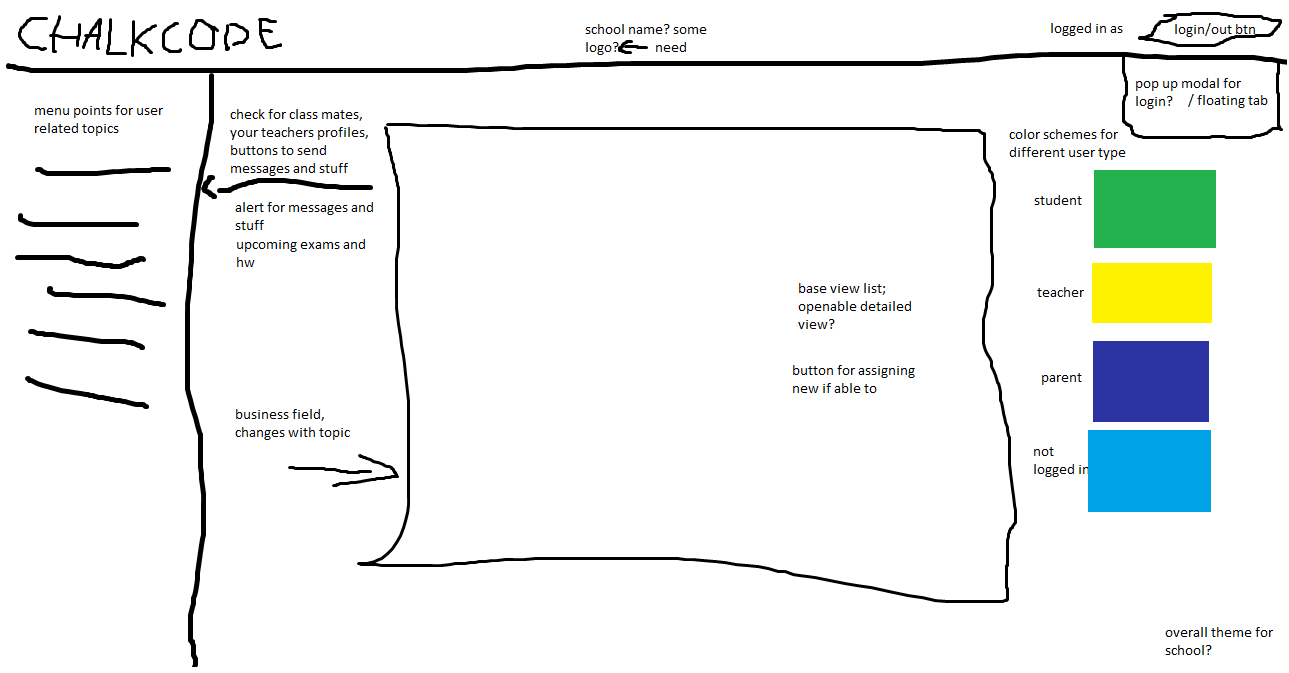 CHALKCODE
school name? some
logo? need
logged in as
login/out btn
pop up modal for
login? / floating tab
menu points for user
related topics
check for class mates,
your teachers profiles,
buttons to send
messages and stuff
alert for messages and
stuff
upcoming exams and
hw
business field,
changes with topic
base view list;
openable detailed
view?
button for assigning
new if able to
color schemes for
different user type
student
teacher
parent
not
logged in
overall theme for
school?